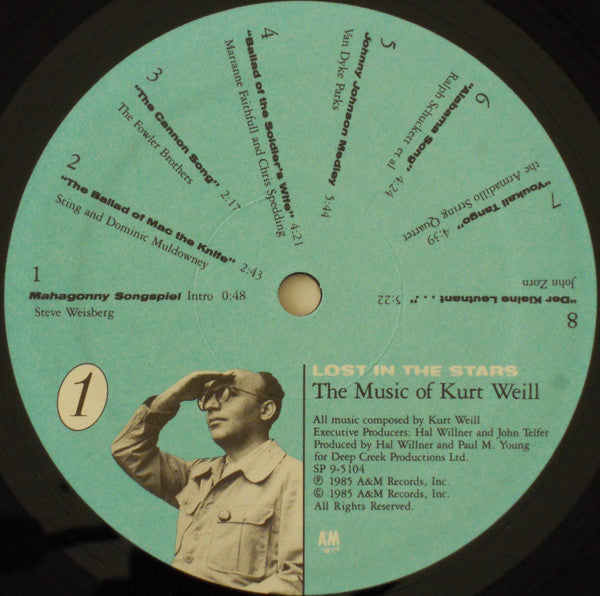 1
Mahagonny Songspiel Intro 0:48
Steve Weisberg
2
"The Ballad of Mac the Knife" 2:43
Sting and Dominic Muldowney
3
"The Cannon Song" 2:17
The Fowler Brothers
4
"Ballad of the Soldier's Wife" 4:21
Marianne Faithfull and Chris Spedding
5
Johnny Johnson Medley 5:44
Van Dyke Parks
6
"Alabama Song" 4:24
Ralph Schuckett et al
7
"Youkali Tango" 4:39
the Armadillo String Quartet
8
"Der Kleine Leutnant . . ." 5:22
John Zorn
1
LOST IN THE STARS
The Music of Kurt Weill
All music composed by Kurt Weill
Executive Producers: Hal Willner and John Telfer
Produced by Hal Willner and Paul M. Young
for Deep Creek Productions Ltd.
SP 9-5104
℗ 1985 A&M Records, Inc.
© 1985 A&M Records, Inc.
All Rights Reserved.
A&M